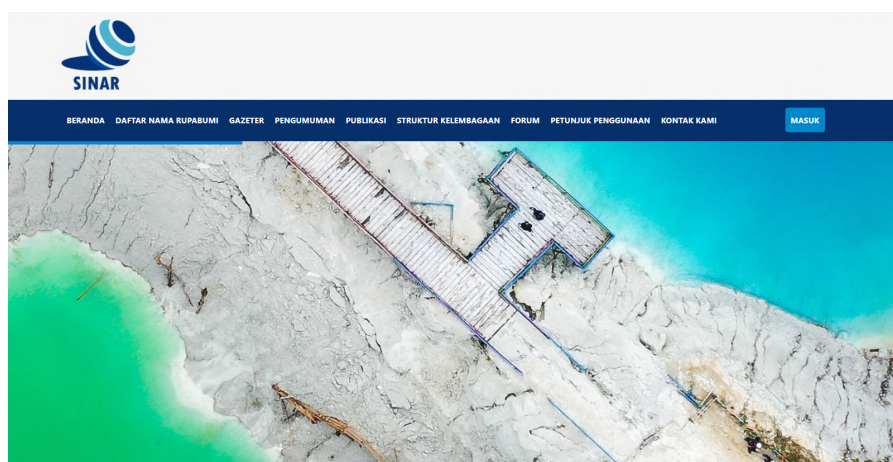 SINAR
BERANDA DAFTAR NAMA RUPABUMI GAZETER PENGUMUMAN PUBLIKASI STRUKTUR KELEMBAGAAN FORUM PETUNJUK PENGGUNAAN KONTAK KAMI MASUK